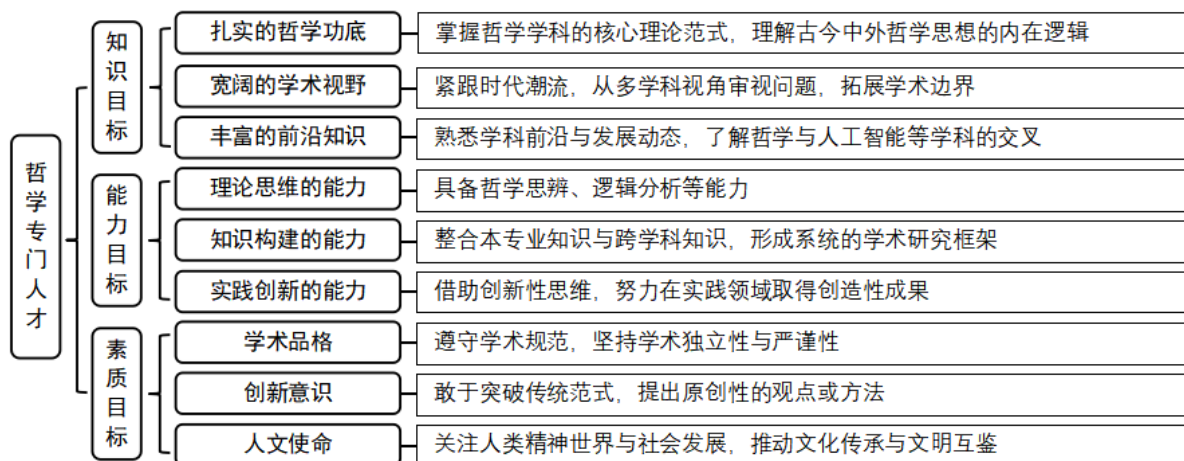 哲学专门人才
知识目标
扎实的哲学功底
掌握哲学学科的核心理论范式，理解古今中外哲学思想的内在逻辑
宽阔的学术视野
紧跟时代潮流，从多学科视角审视问题，拓展学术边界
丰富的前沿知识
熟悉学科前沿与发展动态，了解哲学与人工智能等学科的交叉
能力目标
理论思维的能力
具备哲学思辨、逻辑分析等能力
知识构建的能力
整合本专业知识与跨学科知识，形成系统的学术研究框架
实践创新的能力
借助创新性思维，努力在实践领域取得创造性成果
素质目标
学术品格
遵守学术规范，坚持学术独立性与严谨性
创新意识
敢于突破传统范式，提出原创性的观点或方法
人文使命
关注人类精神世界与社会发展，推动文化传承与文明互鉴